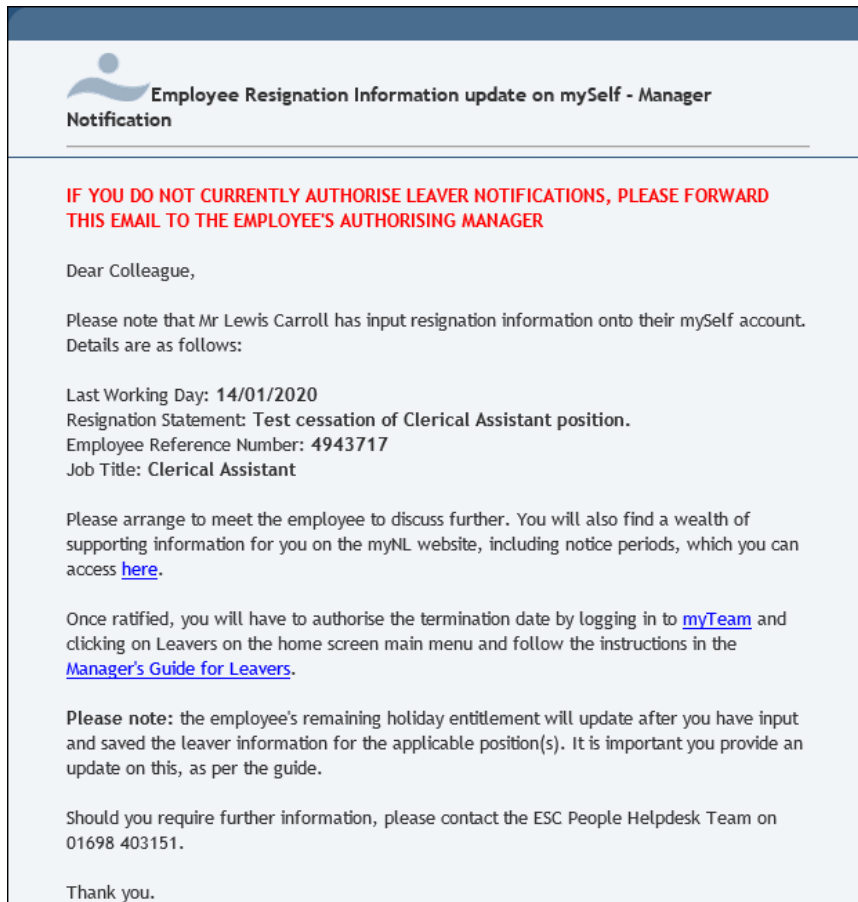 Employee Resignation Information update on mySelf - Manager
Notification
IF YOU DO NOT CURRENTLY AUTHORISE LEAVER NOTIFICATIONS, PLEASE FORWARD
THIS EMAIL TO THE EMPLOYEE'S AUTHORISING MANAGER
Dear Colleague,
Please note that Mr Lewis Carroll has input resignation information onto their mySelf account.
Details are as follows:
Last Working Day: 14/01/2020
Resignation Statement: Test cessation of Clerical Assistant position.
Employee Reference Number: 4943717
Job Title: Clerical Assistant
Please arrange to meet the employee to discuss further. You will also find a wealth of
supporting information for you on the myNL website, including notice periods, which you can
access here.
Once ratified, you will have to authorise the termination date by logging in to myTeam and
clicking on Leavers on the home screen main menu and follow the instructions in the
Manager's Guide for Leavers.
Please note: the employee's remaining holiday entitlement will update after you have input
and saved the leaver information for the applicable position(s). It is important you provide an
update on this, as per the guide.
Should you require further information, please contact the ESC People Helpdesk Team on
01698 403151.
Thank you.